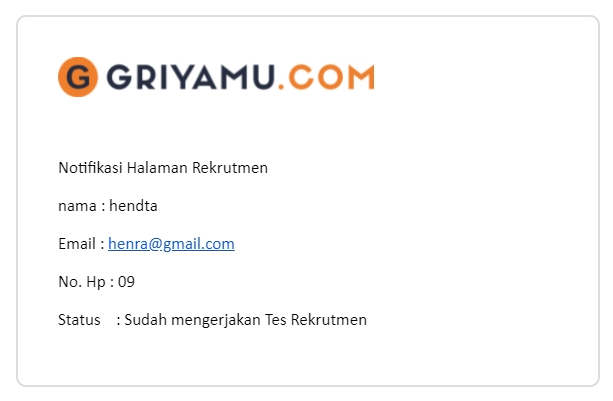 G GRIYAMU.COM
Notifikasi Halaman Rekrutmen
nama : hendta
Email : henra@gmail.com
No. Hp : 09
Status : Sudah mengerjakan Tes Rekrutmen